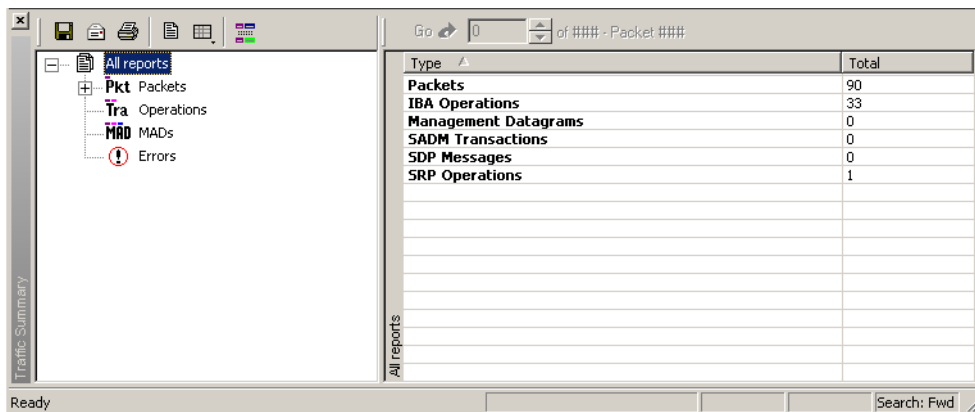 Go 0 of ### - Packet ###
All reports
Pkt Packets
Tra Operations
MAD MADs
Errors
Traffic Summary
All reports
Type Total
Packets 90
IBA Operations 33
Management Datagrams 0
SADM Transactions 0
SDP Messages 0
SRP Operations 1
Ready Search: Fwd